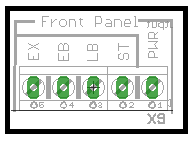 Front Panel
EX EB LB ST PWR
5 4 3 2 1
X9